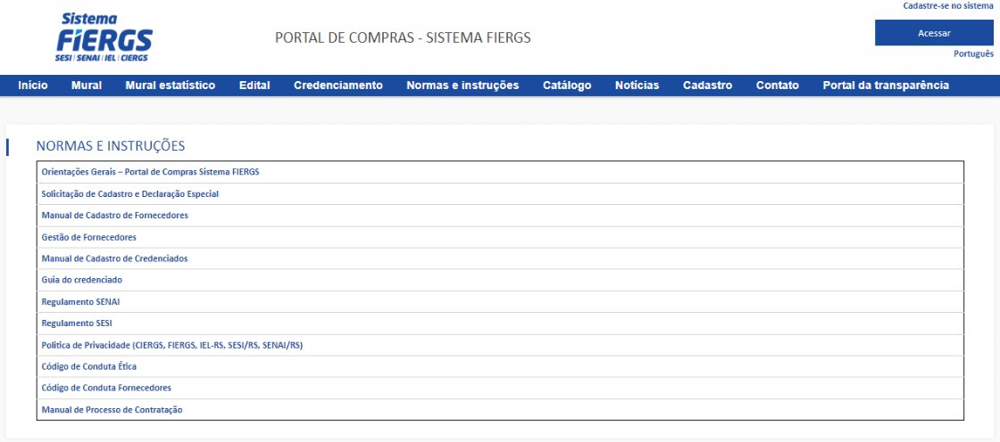 Cadastre-se no sistema
Sistema
FIERGS
SESI | SENAI | IEL | CIERGS
PORTAL DE COMPRAS - SISTEMA FIERGS
Acessar
Português
Início Mural Mural estatístico Edital Credenciamento Normas e instruções Catálogo Notícias Cadastro Contato Portal da transparência
NORMAS E INSTRUÇÕES
Orientações Gerais – Portal de Compras Sistema FIERGS
Solicitação de Cadastro e Declaração Especial
Manual de Cadastro de Fornecedores
Gestão de Fornecedores
Manual de Cadastro de Credenciados
Guia do credenciado
Regulamento SENAI
Regulamento SESI
Politica de Privacidade (CIERGS, FIERGS, IEL-RS, SESI/RS, SENAI/RS)
Código de Conduta Ética
Código de Conduta Fornecedores
Manual de Processo de Contratação